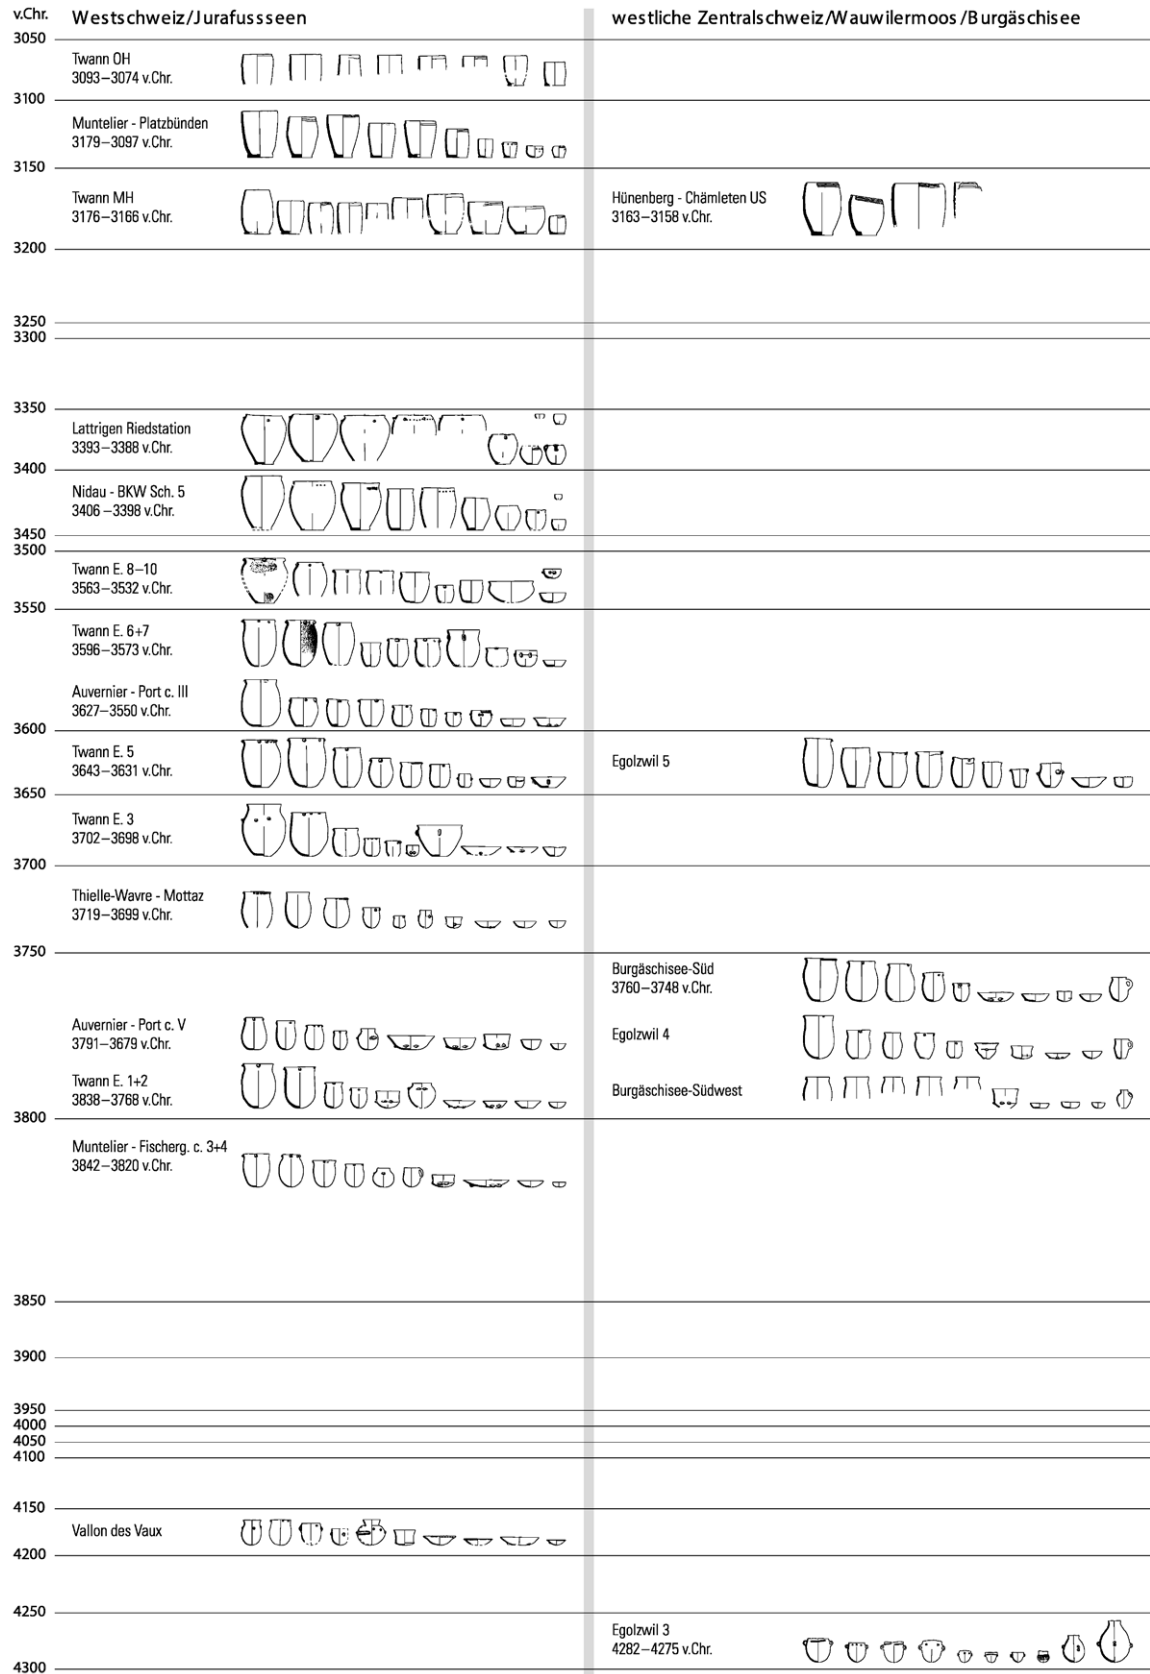 v.Chr.
Westschweiz/Jurafussseen
westliche Zentralschweiz/Wauwilermoos/Burgäschisee
3050
Twann OH
3093–3074 v.Chr.
3100
Muntelier - Platzbünden
3179–3097 v.Chr.
3150
Twann MH
3176–3166 v.Chr.
Hünenberg - Chämleten US
3163–3158 v.Chr.
3200
3250
3300
3350
Lattrigen Riedstation
3393–3388 v.Chr.
3400
Nidau - BKW Sch. 5
3406–3398 v.Chr.
3450
3500
Twann E. 8–10
3563–3532 v.Chr.
3550
Twann E. 6+7
3596–3573 v.Chr.
Auvernier - Port c. III
3627–3550 v.Chr.
3600
Twann E. 5
3643–3631 v.Chr.
Egolzwil 5
3650
Twann E. 3
3702–3698 v.Chr.
3700
Thielle-Wavre - Mottaz
3719–3699 v.Chr.
3750
Burgäschisee-Süd
3760–3748 v.Chr.
Auvernier - Port c. V
3791–3679 v.Chr.
Egolzwil 4
Twann E. 1+2
3838–3768 v.Chr.
Burgäschisee-Südwest
3800
Muntelier - Fischerg. c. 3+4
3842–3820 v.Chr.
3850
3900
3950
4000
4050
4100
4150
Vallon des Vaux
4200
4250
Egolzwil 3
4282–4275 v.Chr.
4300